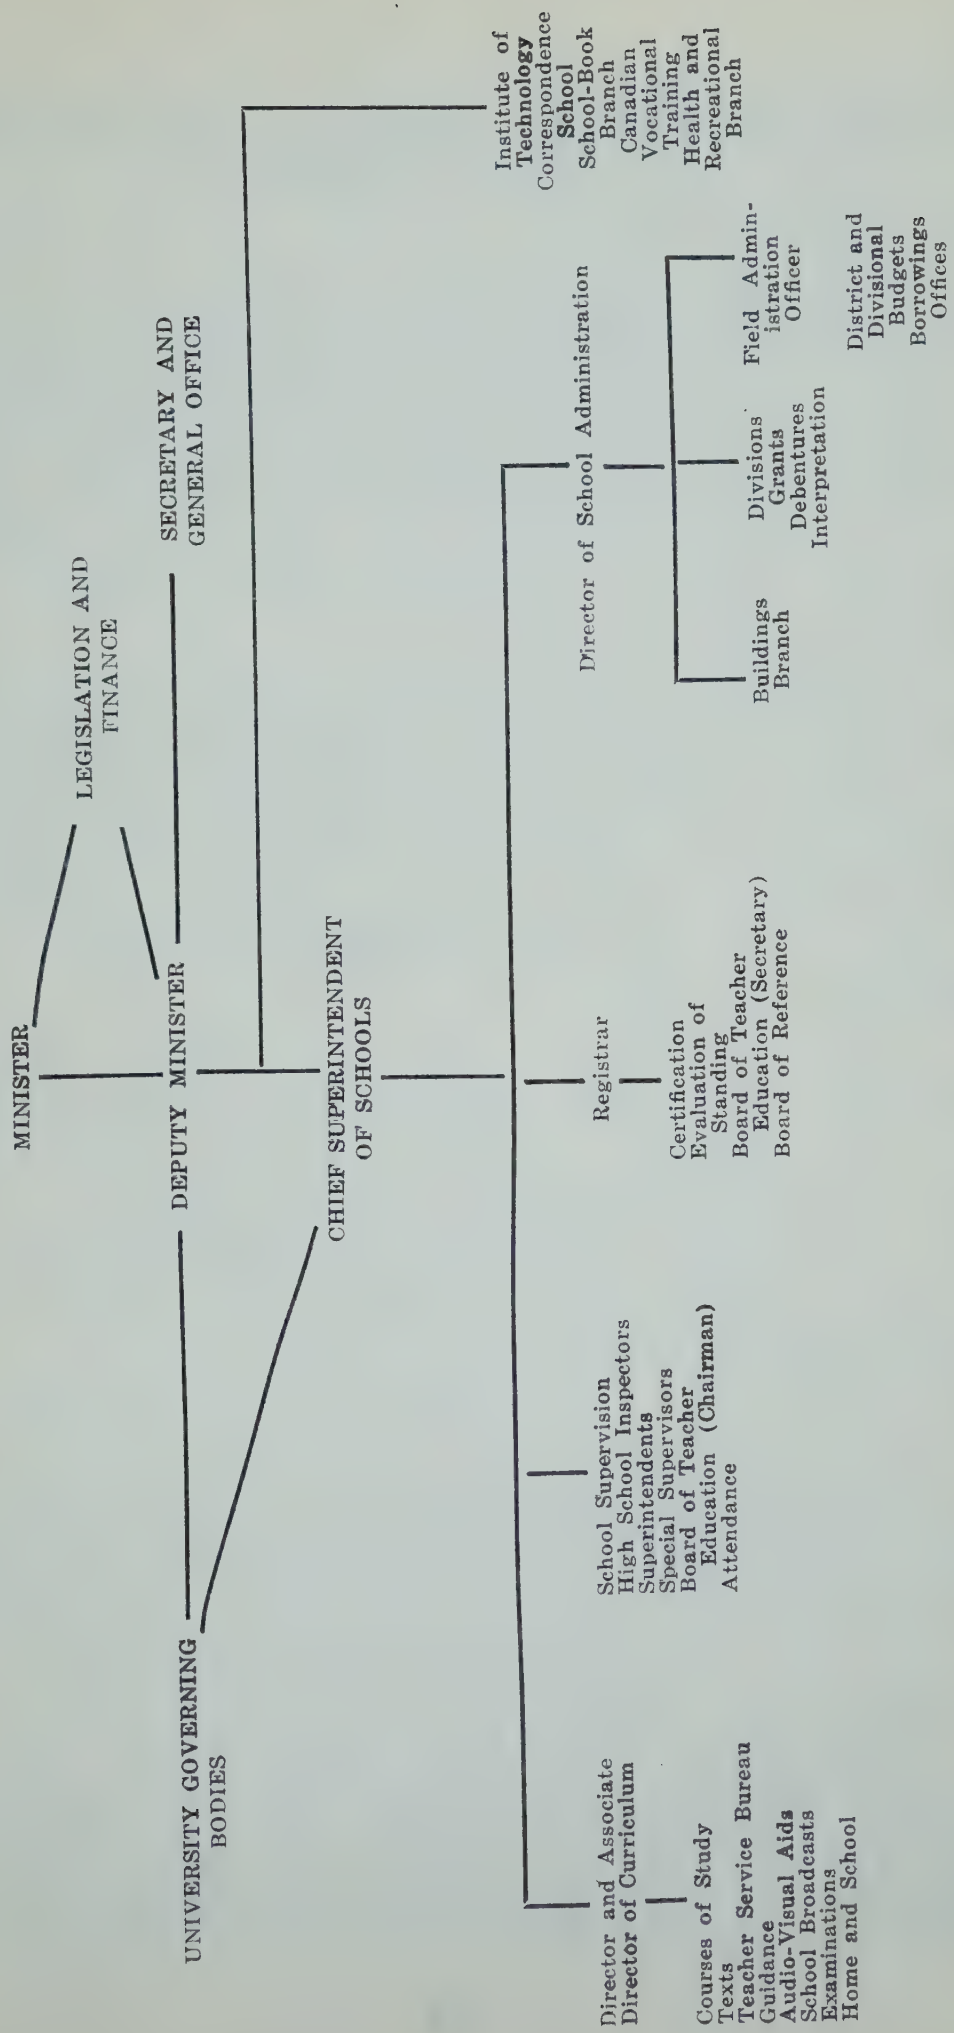 MINISTER
LEGISLATION AND
FINANCE
UNIVERSITY GOVERNING
BODIES
DEPUTY MINISTER
SECRETARY AND
GENERAL OFFICE
CHIEF SUPERINTENDENT
OF SCHOOLS
Institute of
Technology
Correspondence
School
School-Book
Branch
Canadian
Vocational
Training
Health and
Recreational
Branch
Director and Associate
Director of Curriculum
Courses of Study
Texts
Teacher Service Bureau
Guidance
Audio-Visual Aids
School Broadcasts
Examinations
Home and School
School Supervision
High School Inspectors
Superintendents
Special Supervisors
Board of Teacher
Education (Chairman)
Attendance
Registrar
Certification
Evaluation of
Standing
Board of Teacher
Education (Secretary)
Board of Reference
Director of School Administration
Buildings
Branch
Divisions
Grants
Debentures
Interpretation
Field Admin-
istration
Officer
District and
Divisional
Budgets
Borrowings
Offices